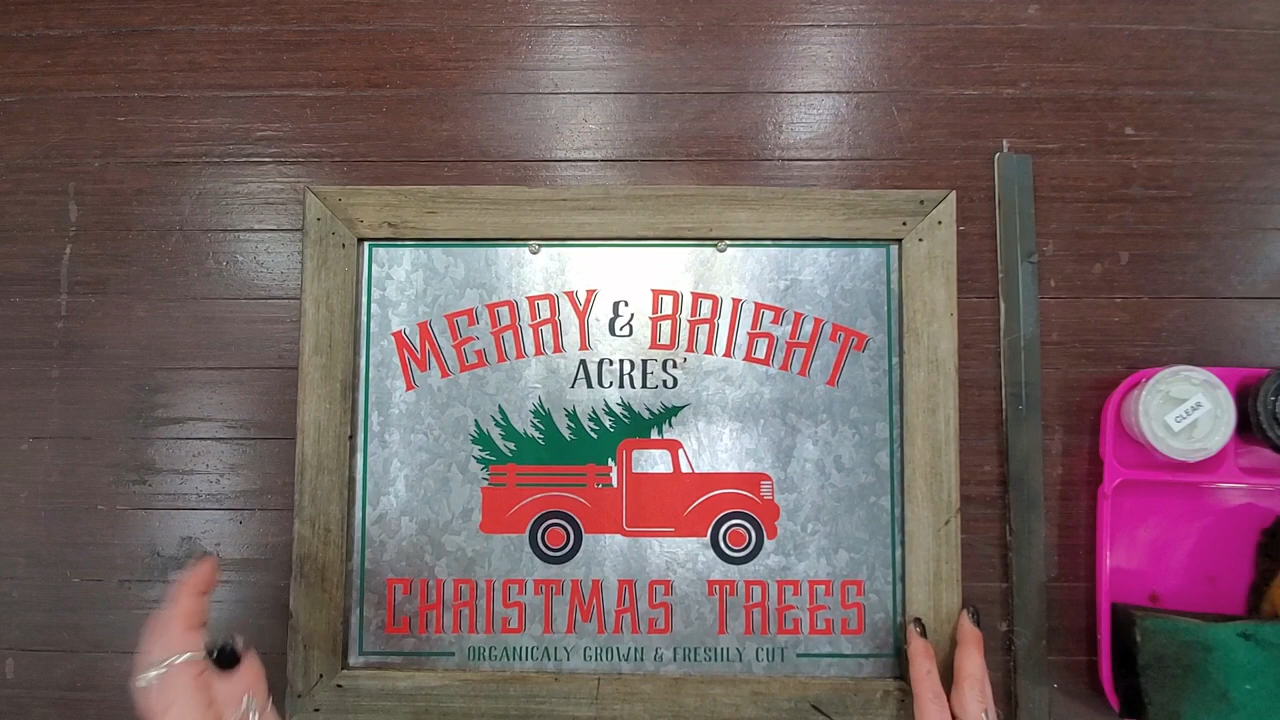 MERRY & BRIGHT
ACRES'
CHRISTMAS TREES
ORGANICALY GROWN & FRESHLY CUT
CLEAR